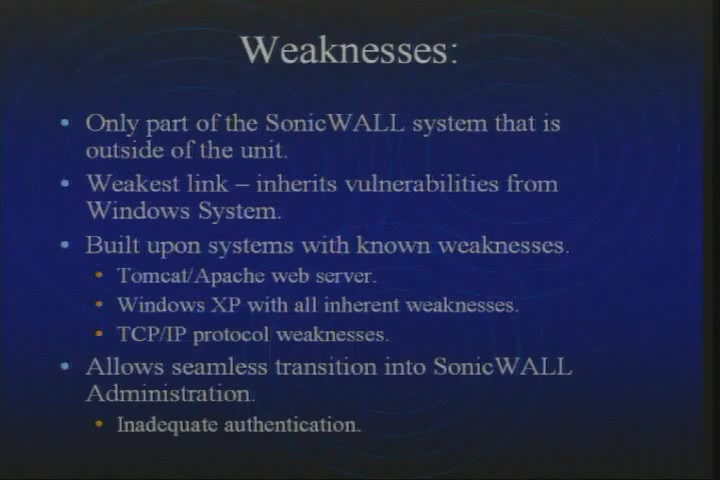 Weaknesses:
• Only part of the SonicWALL system that is
outside of the unit.
• Weakest link – inherits vulnerabilities from
Windows System.
• Built upon systems with known weaknesses.
• Tomcat/Apache web server.
• Windows XP with all inherent weaknesses.
• TCP/IP protocol weaknesses.
• Allows seamless transition into SonicWALL
Administration.
• Inadequate authentication.